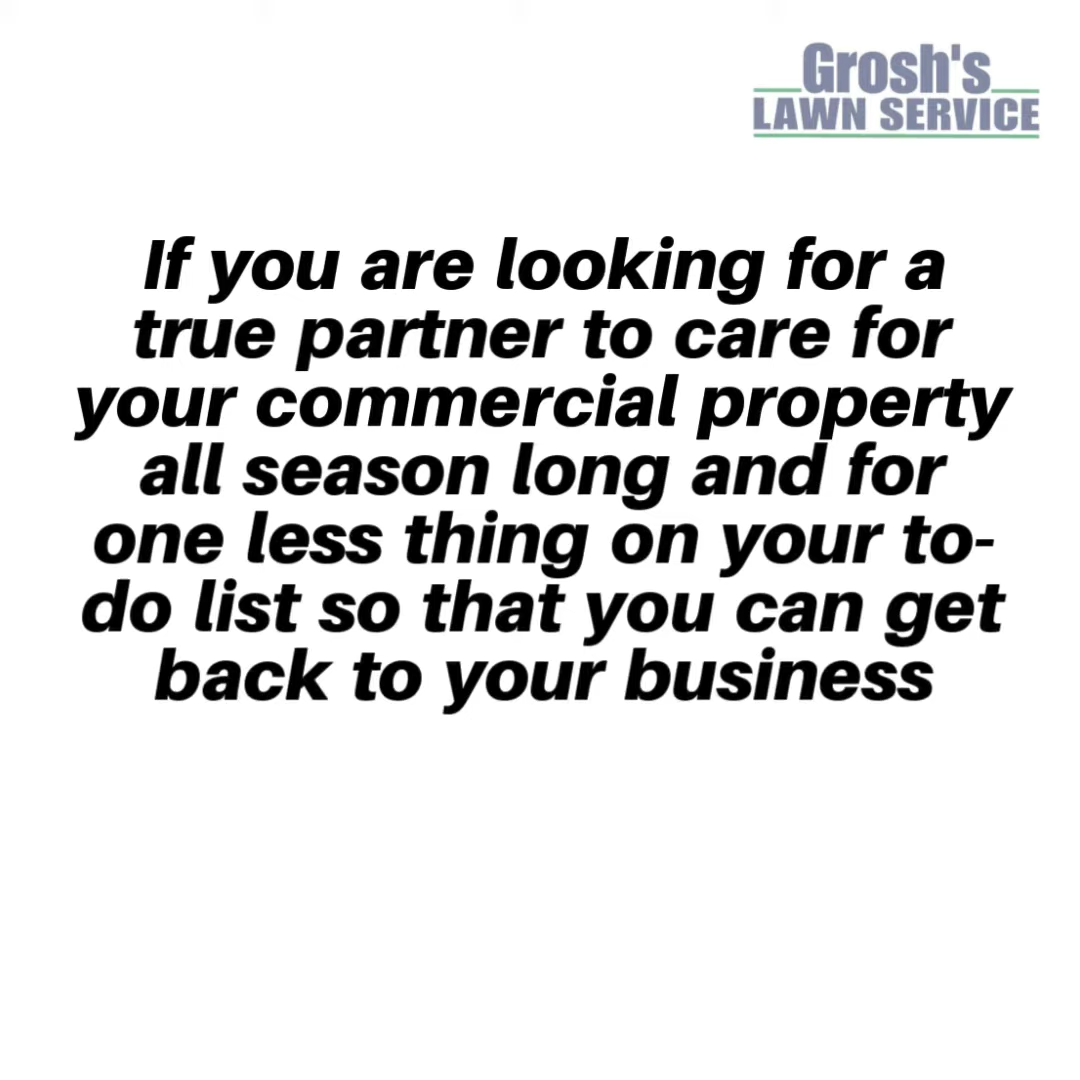 Grosh's
LAWN SERVICE
If you are looking for a
true partner to care for
your commercial property
all season long and for
one less thing on your to-
do list so that you can get
back to your business